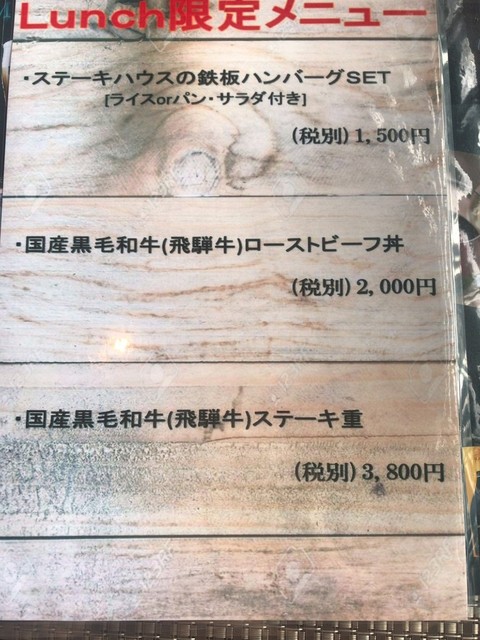 Lunch限定メニュー
・ステーキハウスの鉄板ハンバーグSET
[ライスorパン・サラダ付き]
(税別)1,500円
・国産黒毛和牛(飛騨牛)ローストビーフ丼
(税別)2,000円
・国産黒毛和牛(飛騨牛)ステーキ重
(税別)3,800円